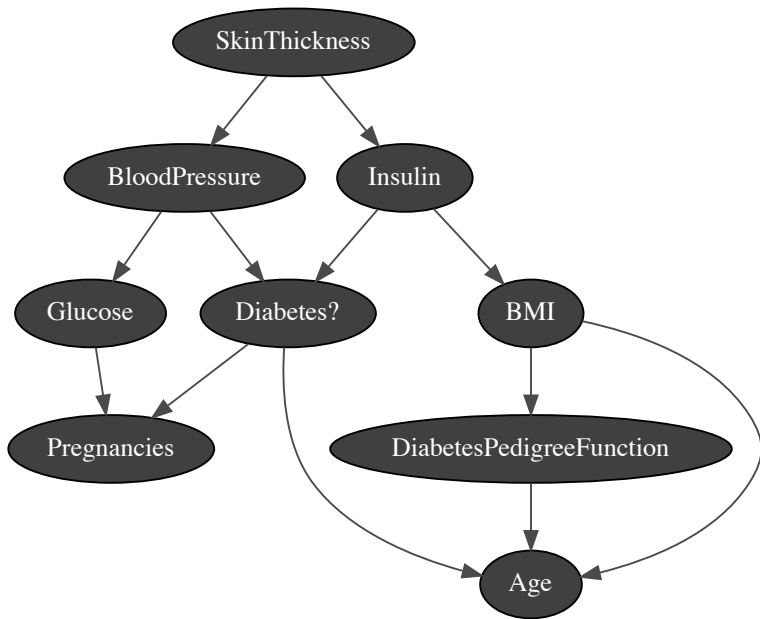 SkinThickness
BloodPressure
Insulin
Glucose
Diabetes?
BMI
Pregnancies
DiabetesPedigreeFunction
Age